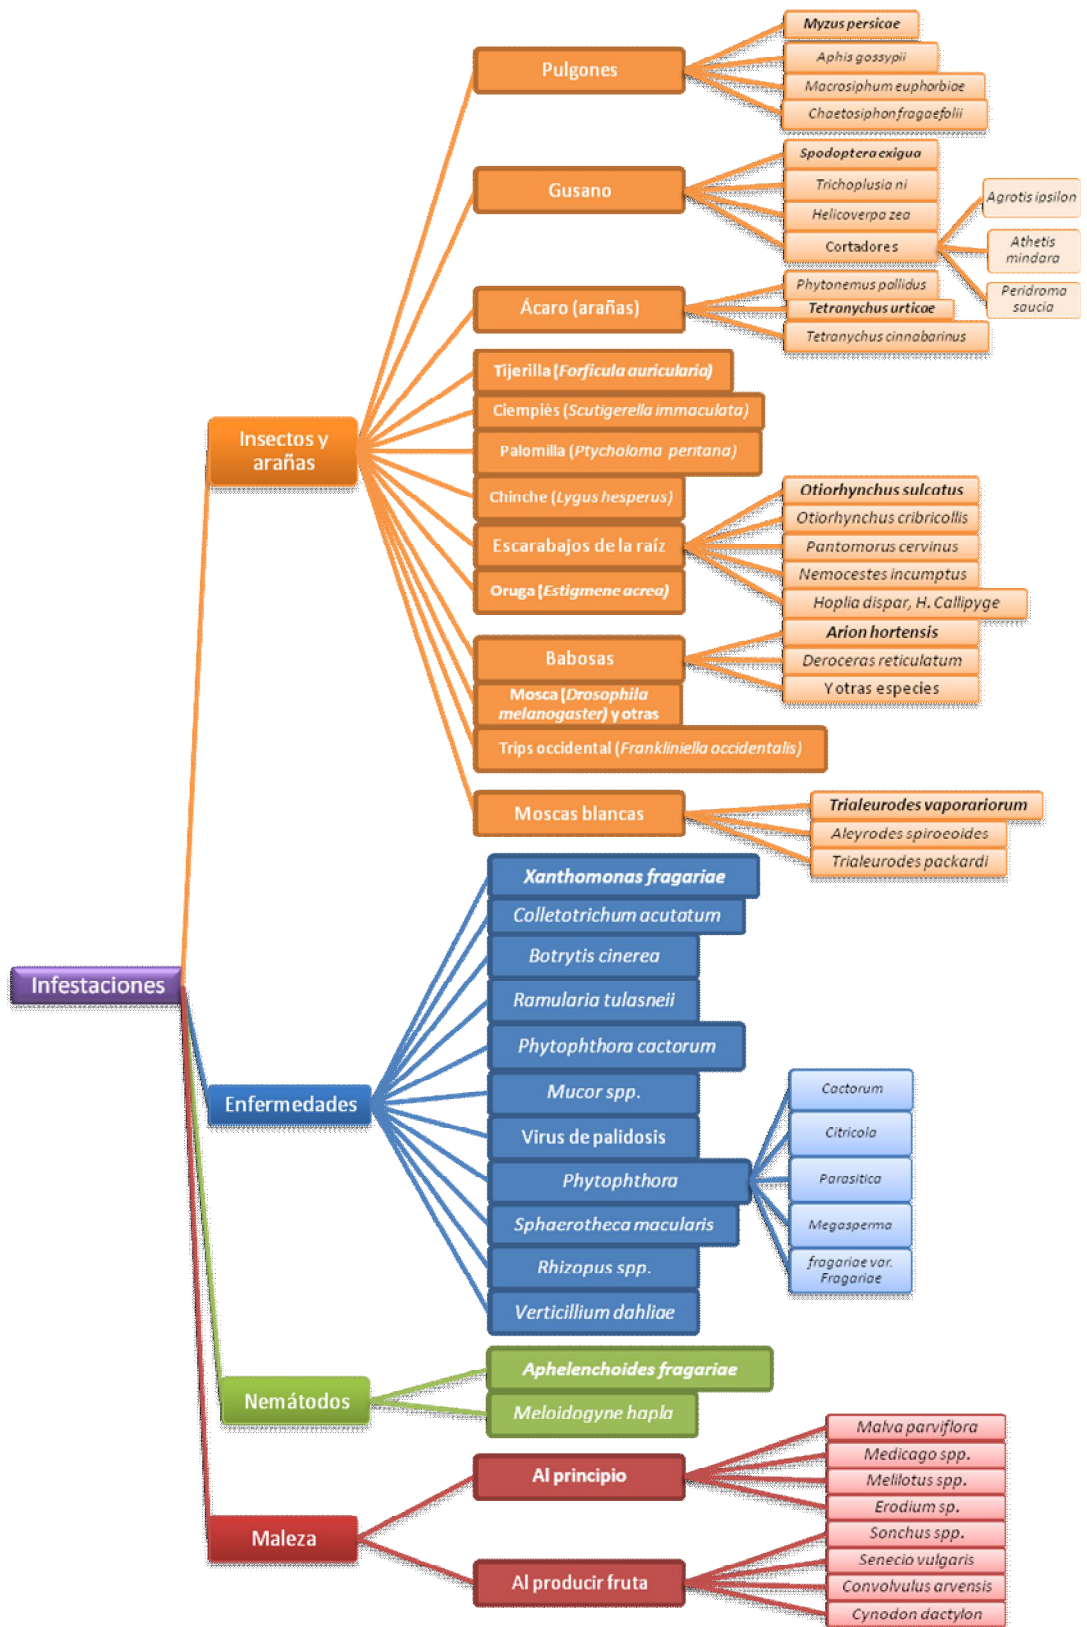 Infestaciones
Insectos y
arañas
Pulgones
Myzus persicae
Aphis gossypii
Macrosiphum euphorbiae
Chaetosiphon fragaefolii
Gusano
Spodoptera exigua
Trichoplusia ni
Helicoverpa zea
Cortadores
Agrotis ipsilon
Athetis
mindara
Peridroma
saucia
Ácaro (arañas)
Phytonemus pallidus
Tetranychus urticae
Tetranychus cinnabarinus
Tijerilla (Forficula auricularia)
Ciempiés (Scutigerella immaculata)
Palomilla (Ptycholoma peritana)
Chinche (Lygus hesperus)
Escarabajos de la raíz
Otiorhynchus sulcatus
Otiorhynchus cribricollis
Pantomorus cervinus
Nemocestes incumptus
Hoplia dispar, H. Callipyge
Oruga (Estigmene acrea)
Babosas
Arion hortensis
Deroceras reticulatum
Y otras especies
Mosca (Drosophila
melanogaster) y otras
Trips occidental (Frankliniella occidentalis)
Moscas blancas
Trialeurodes vaporariorum
Aleyrodes spiroeoides
Trialeurodes packardi
Enfermedades
Xanthomonas fragariae
Colletotrichum acutatum
Botrytis cinerea
Ramularia tulasneii
Phytophthora cactorum
Mucor spp.
Virus de palidosis
Phytophthora
Cactorum
Citricola
Parasitica
Megasperma
fragariae var.
Fragariae
Sphaerotheca macularis
Rhizopus spp.
Verticillium dahliae
Nemátodos
Aphelenchoides fragariae
Meloidogyne hapla
Maleza
Al principio
Malva parviflora
Medicago spp.
Melilotus spp.
Erodium sp.
Al producir fruta
Sonchus spp.
Senecio vulgaris
Convolvulus arvensis
Cynodon dactylon